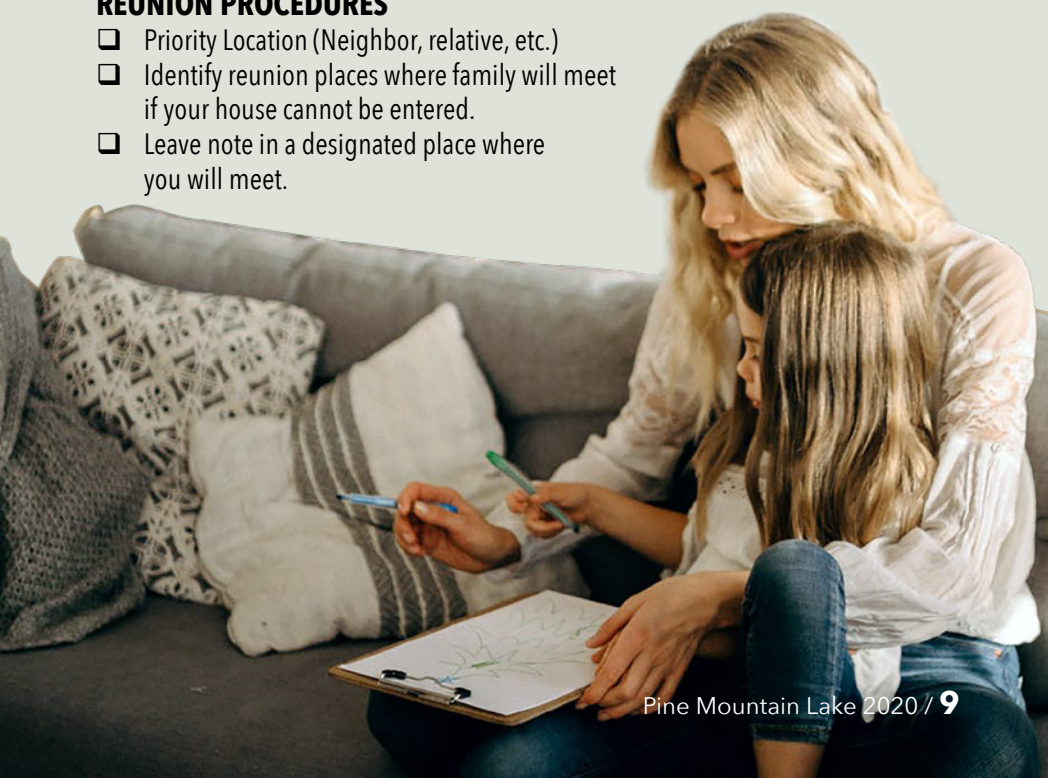 REUNION PROCEDURES
❑ Priority Location (Neighbor, relative, etc.)
❑ Identify reunion places where family will meet
if your house cannot be entered.
❑ Leave note in a designated place where
you will meet.
Pine Mountain Lake 2020 / 9